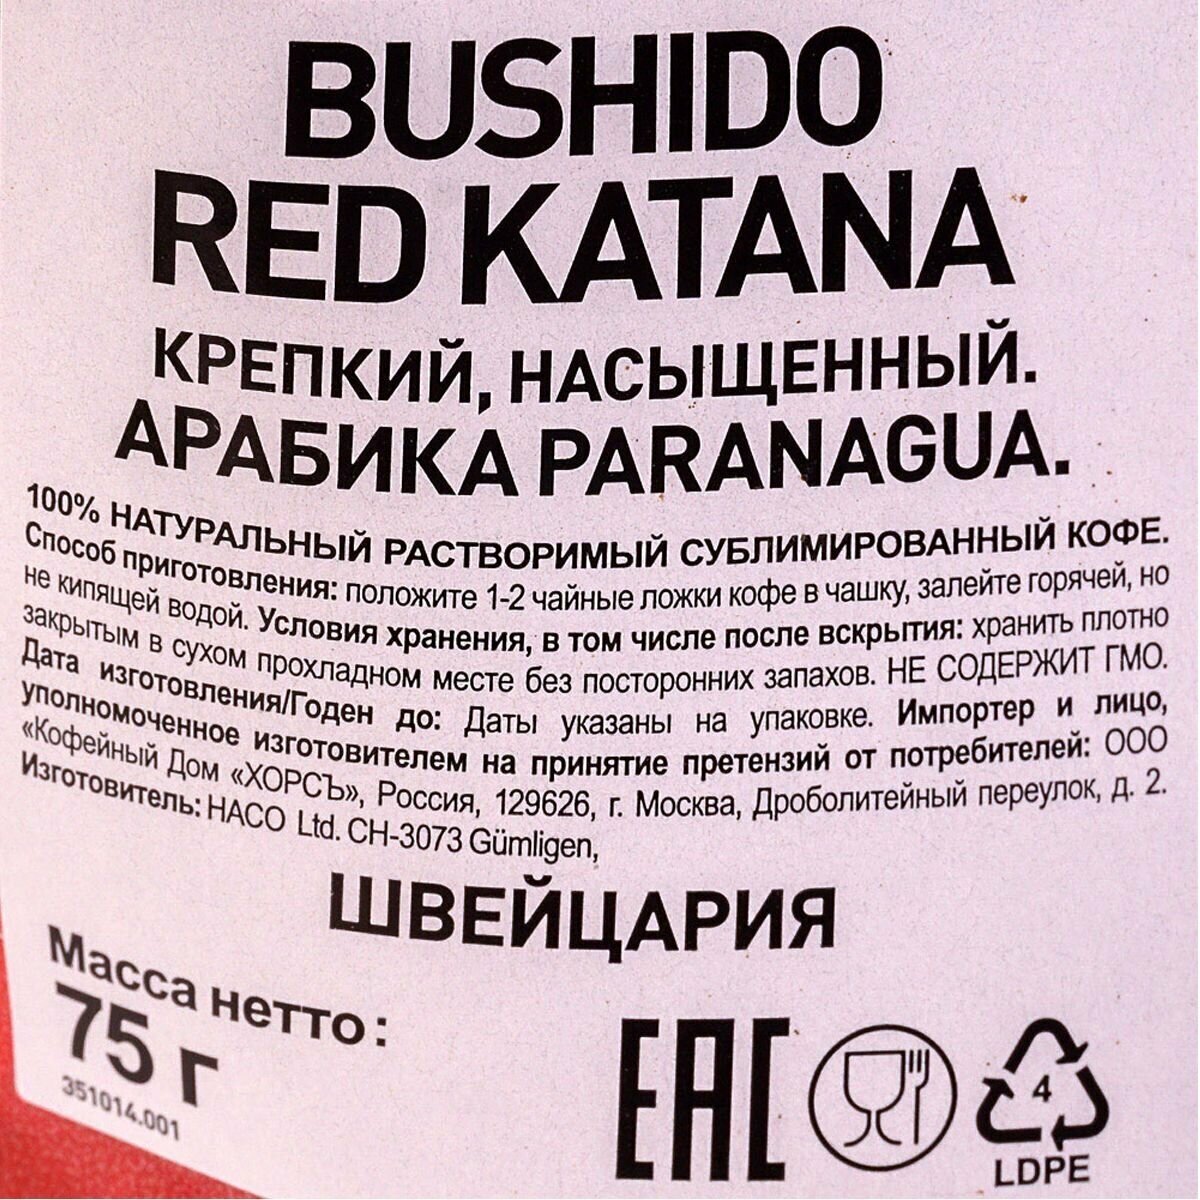 BUSHIDO
RED KATANA
КРЕПКИЙ, НАСЫЩЕННЫЙ.
АРАБИКА PARANAGUA.
100% НАТУРАЛЬНЫЙ РАСТВОРИМЫЙ СУБЛИМИРОВАННЫЙ КОФЕ.
Способ приготовления: положите 1-2 чайные ложки кофе в чашку, залейте горячей, но
не кипящей водой. Условия хранения, в том числе после вскрытия: хранить плотно
закрытым в сухом прохладном месте без посторонних запахов. НЕ СОДЕРЖИТ ГМО.
Дата изготовления/Годен до: Даты указаны на упаковке. Импортер и лицо,
уполномоченное изготовителем на принятие претензий от потребителей: ООО
«Кофейный Дом «ХОРСЪ», Россия, 129626, г. Москва, Дроболитейный переулок, д. 2.
Изготовитель: HACO Ltd. CH-3073 Gümligen,
ШВЕЙЦАРИЯ
Масса нетто:
75 г
351014.001
EAC
4
LDPE